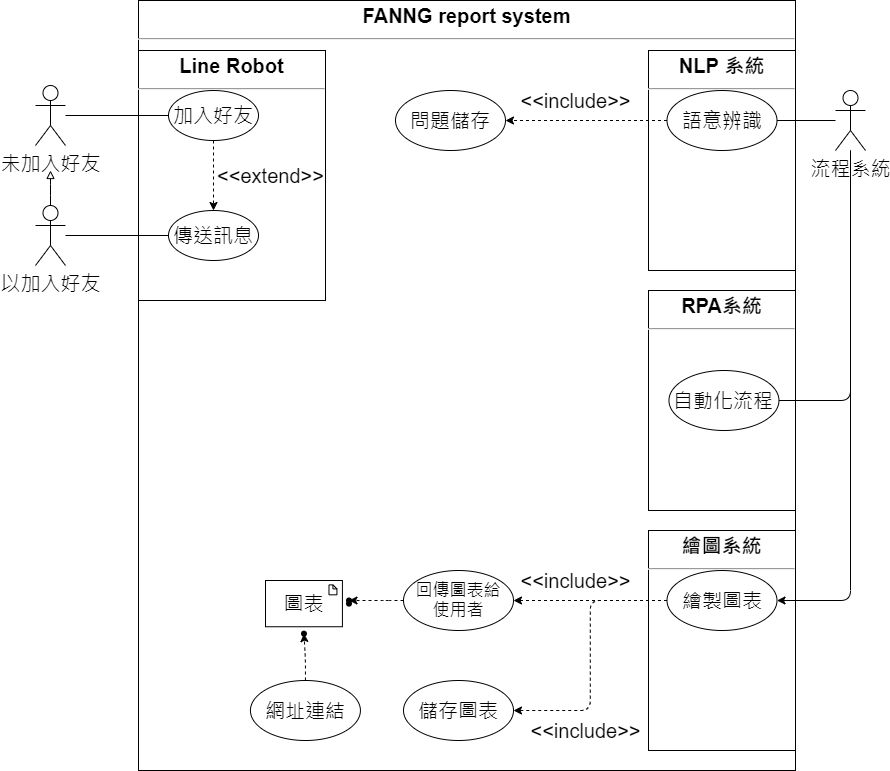 FANNG report system
Line Robot
NLP 系統
加入好友
<<include>>
問題儲存
語意辨識
未加入好友
流程系統
<<extend>>
傳送訊息
以加入好友
RPA系統
自動化流程
繪圖系統
圖表
回傳圖表給
使用者
<<include>>
繪製圖表
網址連結
儲存圖表
<<include>>